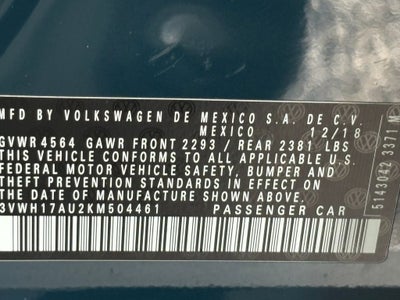 MFD BY VOLKSWAGEN DE MEXICO S.A. DE C.V.
MEXICO 12/18
GVWR 4564 GAWR FRONT 2293 / REAR 2381 LBS
THIS VEHICLE CONFORMS TO ALL APPLICABLE U.S.
FEDERAL MOTOR VEHICLE SAFETY, BUMPER AND
THEFT PREVENTION STANDARDS IN EFFECT
ON THE DATE OF MANUFACTURE SHOWN ABOVE.
3VWH17AU2KM504461 PASSENGER CAR
5143042 3371 M